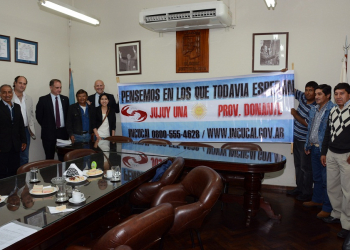 PENSEMOS EN LOS QUE TODAVIA ESPERAN
JUJUY UNA PROV. DONANTE
INCUCAI 0800-555-4628 / WWW.INCUCAI.GOV.AR